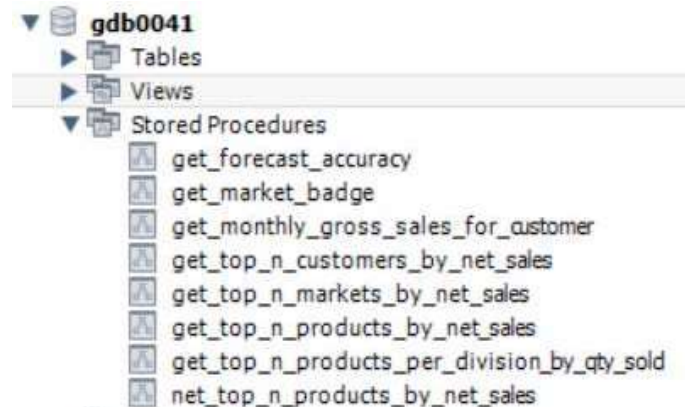 gdb0041
Tables
Views
Stored Procedures
get_forecast_accuracy
get_market_badge
get_monthly_gross_sales_for_customer
get_top_n_customers_by_net_sales
get_top_n_markets_by_net_sales
get_top_n_products_by_net_sales
get_top_n_products_per_division_by_qty_sold
net_top_n_products_by_net_sales